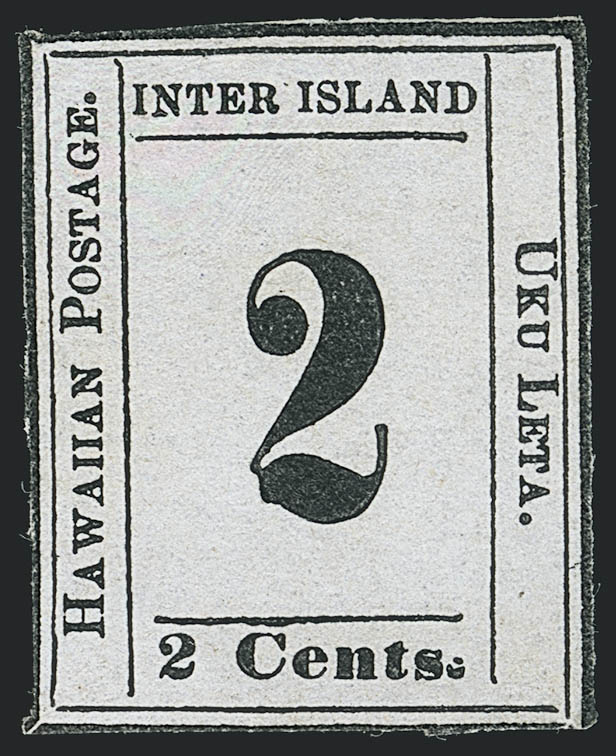 INTER ISLAND
HAWAIIAN POSTAGE.
2
UKU LETA.
2 Cents.